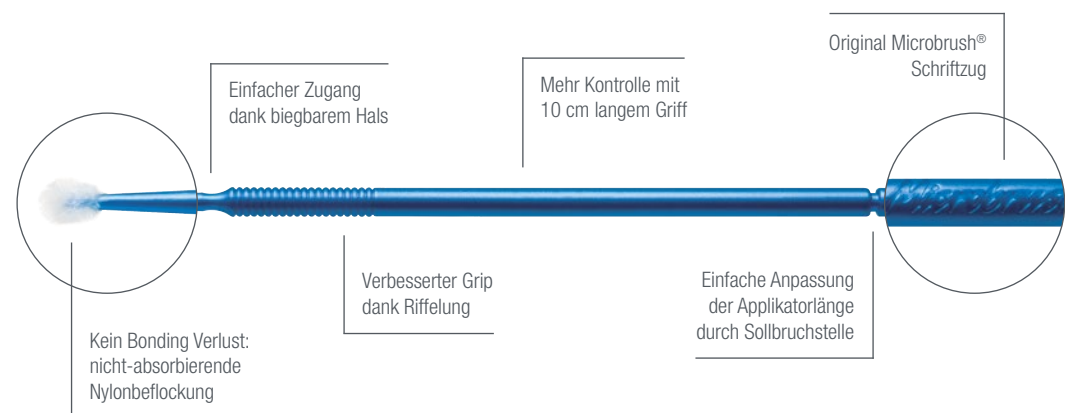 Original Microbrush®
Schriftzug
Einfacher Zugang
dank biegbarem Hals
Mehr Kontrolle mit
10 cm langem Griff
Verbesserter Grip
dank Riffelung
Einfache Anpassung
der Applikatorlänge
durch Sollbruchstelle
Kein Bonding Verlust:
nicht-absorbierende
Nylonbeflockung